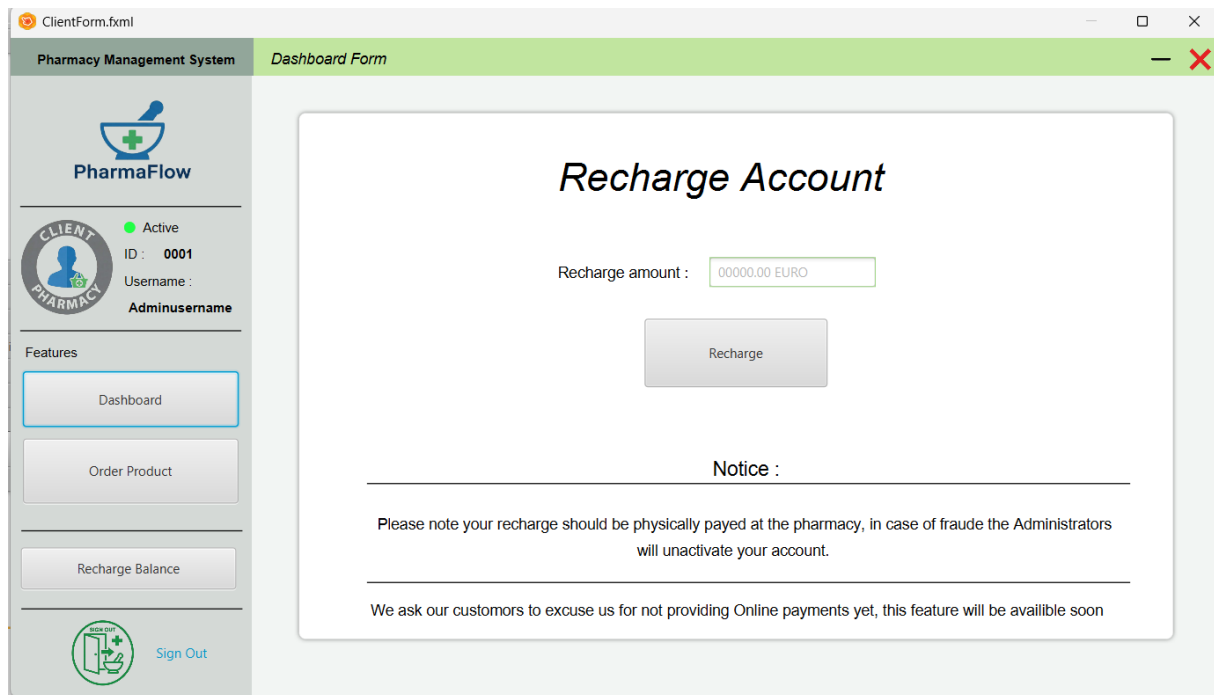 ClientForm.fxml
Pharmacy Management System
Dashboard Form
PharmaFlow
CLIENT
PHARMACY
Active
ID : 0001
Username :
Adminusername
Features
Dashboard
Order Product
Recharge Balance
SIGN OUT
Sign Out
Recharge Account
Recharge amount : 00000.00 EURO
Recharge
Notice :
Please note your recharge should be physically payed at the pharmacy, in case of fraude the Administrators
will unactivate your account.
We ask our customors to excuse us for not providing Online payments yet, this feature will be availible soon